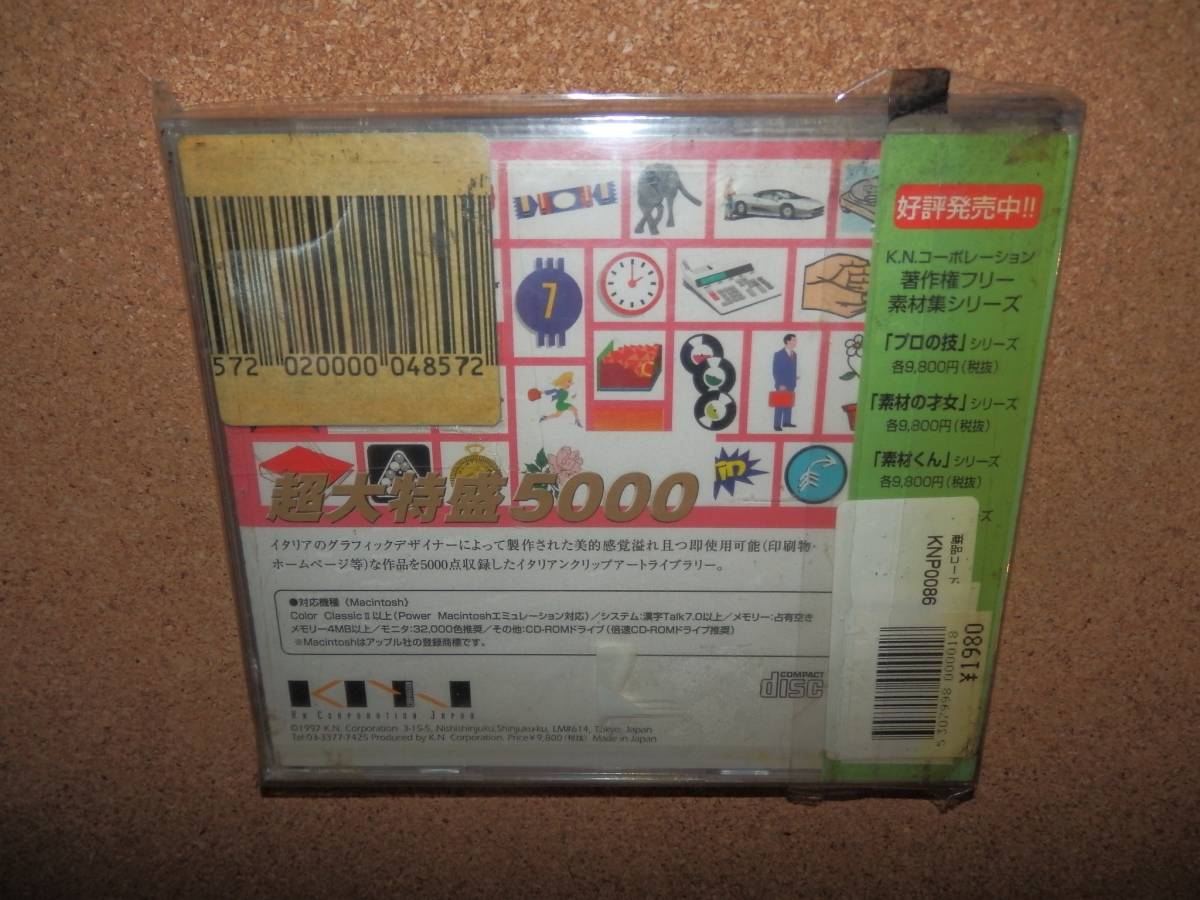 572 020000 048572
7
超大特盛5000
イタリアのグラフィックデザイナーによって製作された美的感覚溢れ且つ即使用可能(印刷物・
ホームページ等)な作品を5000点収録したイタリアンクリップアートライブラリー。
●対応機種《Macintosh》
Color ClassicⅡ以上(Power Macintoshエミュレーション対応)/システム:漢字Talk7.0以上/メモリー:占有空き
メモリー4MB以上/モニタ:32,000色推奨/その他:CD-ROMドライブ(倍速CD-ROMドライブ推奨)
※Macintoshはアップル社の登録商標です。
KN
KN CORPORATION JAPAN
COMPACT
disc
©1997 K.N. Corporation 3-15-5, Nishishinjuku,Shinjuku-ku, LM#614, Tokyo, Japan
Tel:03-3377-7425 Produced by K.N. Corporation. Price¥9,800(税抜) Made in Japan
好評発売中!!
K.N.コーポレーション
著作権フリー
素材集シリーズ
「プロの技」シリーズ
各9,800円(税抜)
「素材の才女」シリーズ
各9,800円(税抜)
「素材くん」シリーズ
各9,800円(税抜)
ズ
商品コード
KNP0086